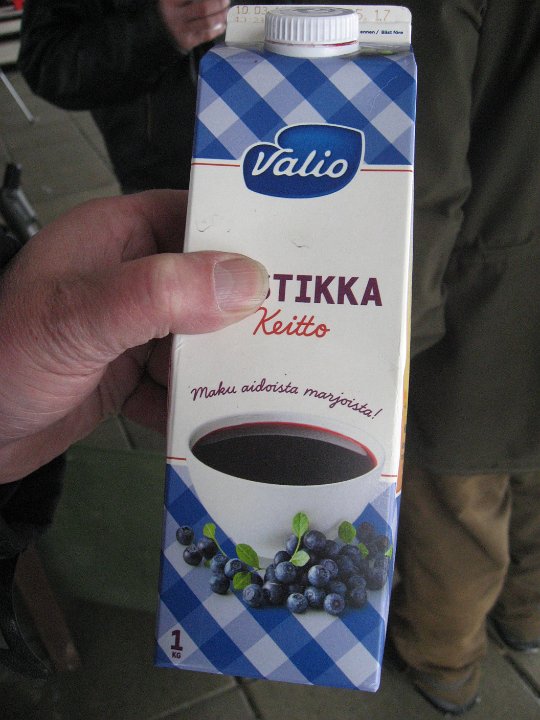 Valio
STIKKA
Keitto
Maku aidoista marjoista!
1
KG